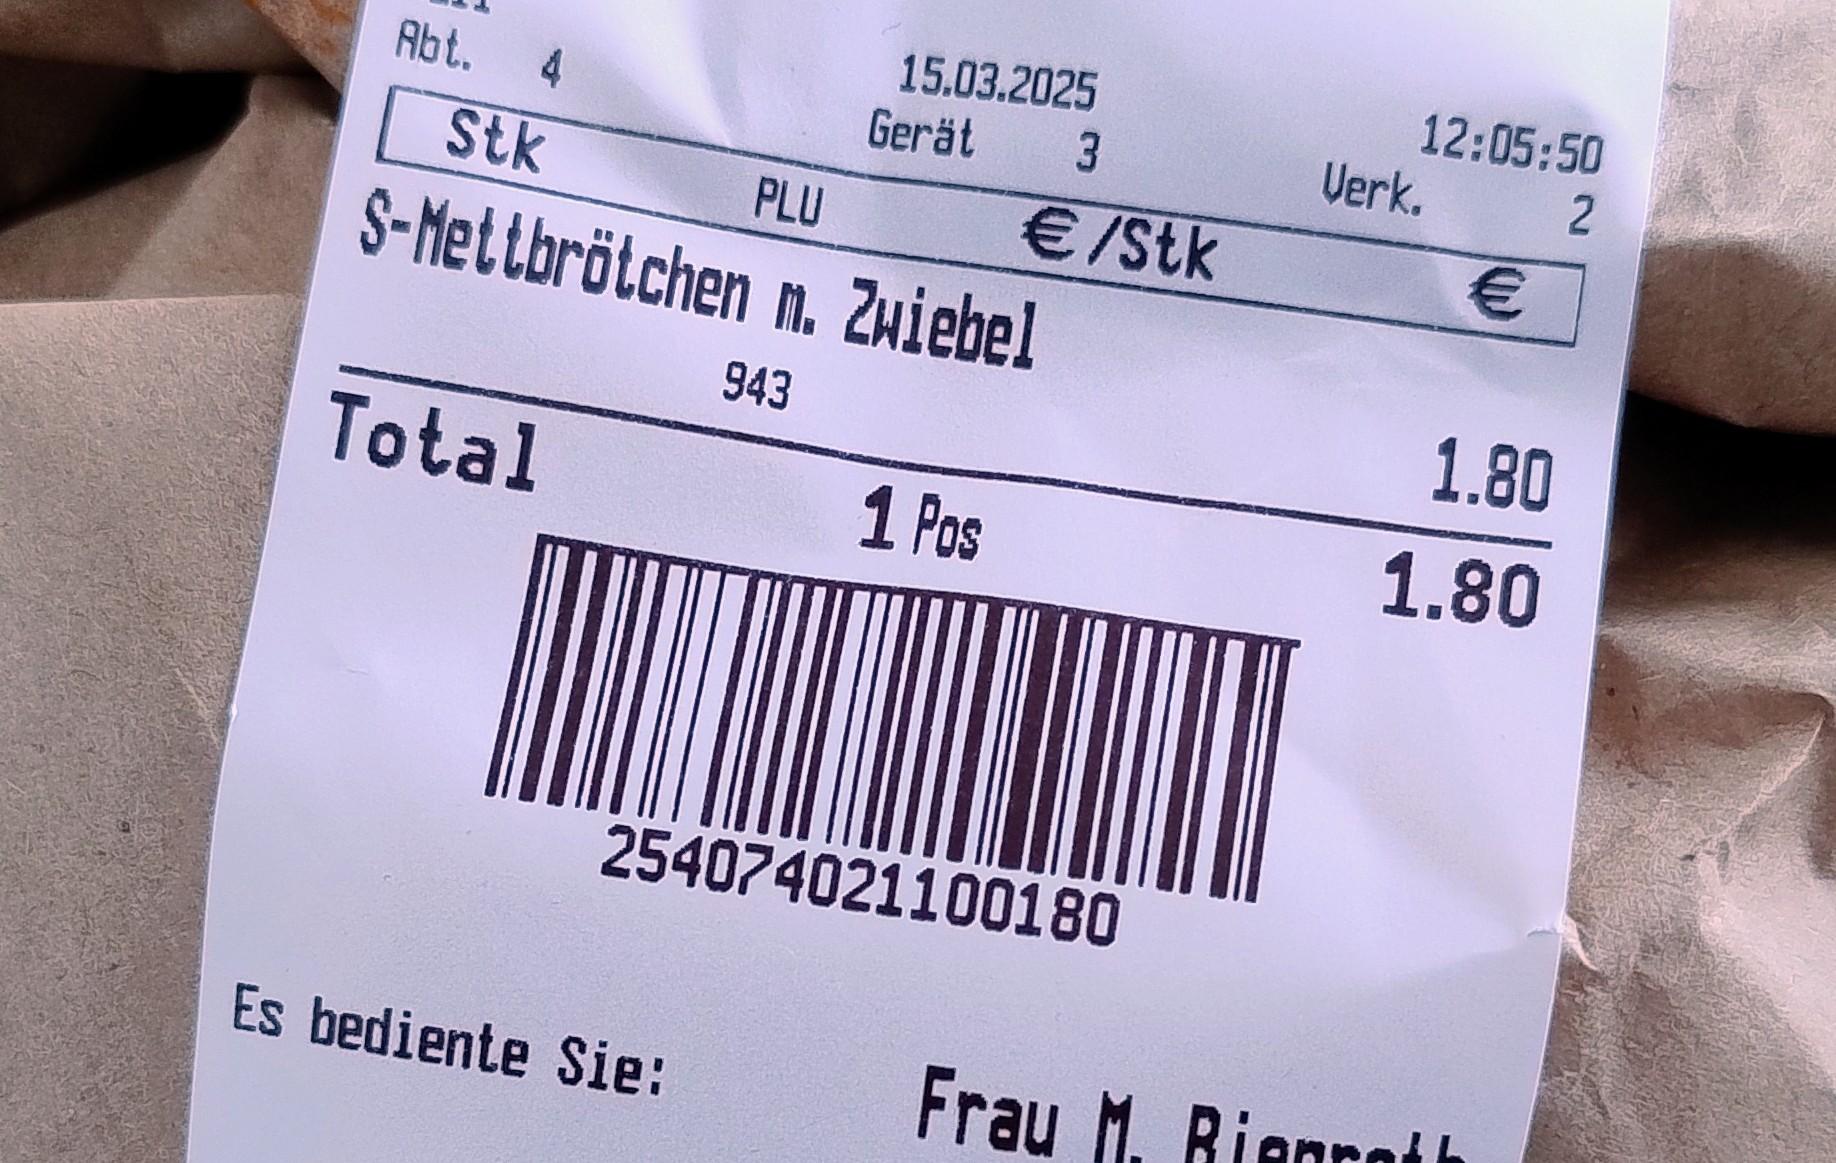 Abt. 4 15.03.2025 12:05:50
Gerät 3 Verk. 2
Stk PLU €/Stk €
S-Mettbrötchen m. Zwiebel
943 1.80
Total 1 Pos 1.80
254074021100180
Es bediente Sie:
Frau M.